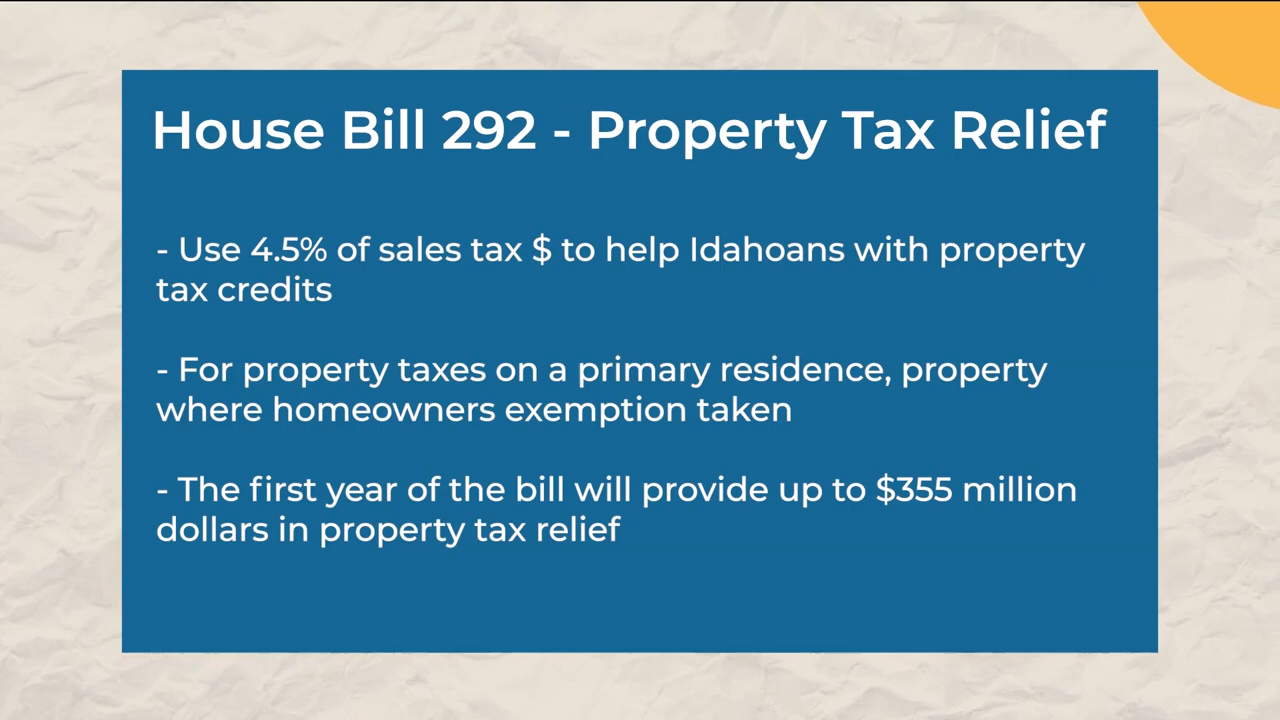 House Bill 292 - Property Tax Relief
- Use 4.5% of sales tax $ to help Idahoans with property
tax credits
- For property taxes on a primary residence, property
where homeowners exemption taken
- The first year of the bill will provide up to $355 million
dollars in property tax relief